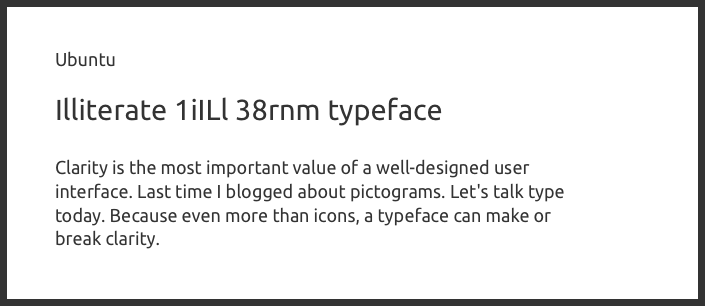 Ubuntu
Illiterate 1iILl 38rnm typeface
Clarity is the most important value of a well-designed user
interface. Last time I blogged about pictograms. Let's talk type
today. Because even more than icons, a typeface can make or
break clarity.